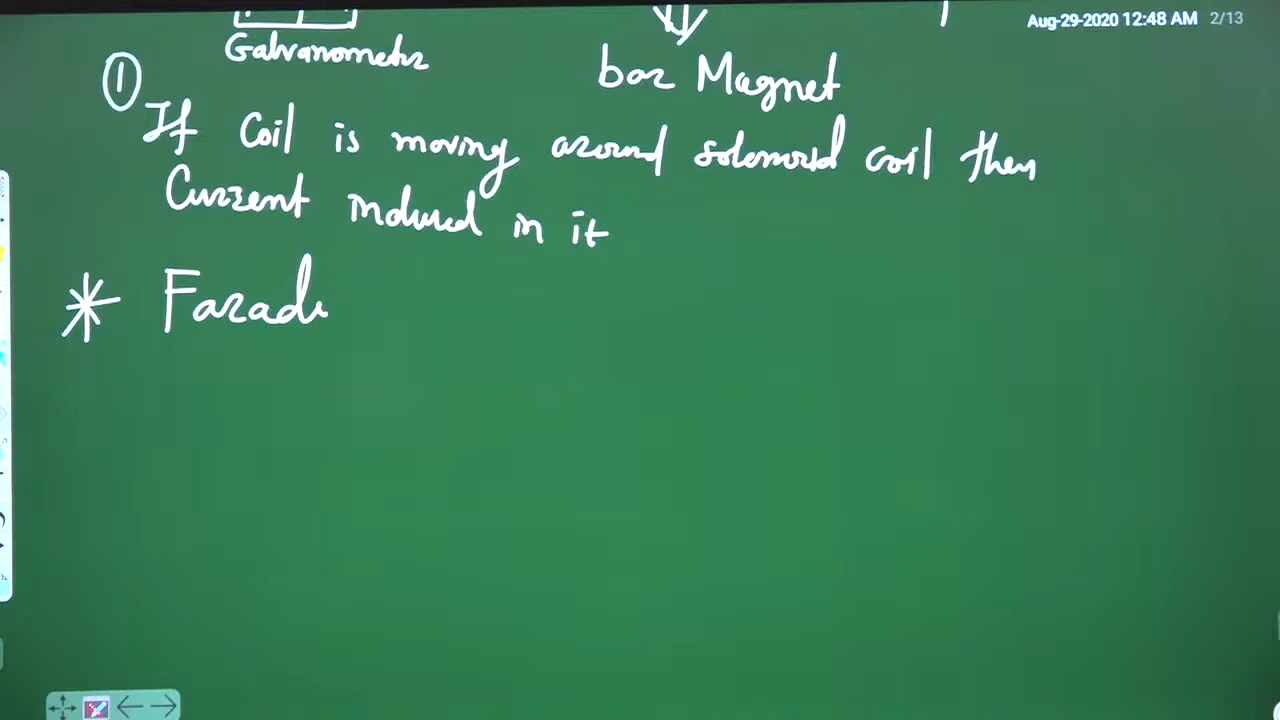 Aug-29-2020 12:48 AM 2/13
Galvanometer
bar Magnet
①
If Coil is moving around solenoid coil then
Current induced in it
* Farada